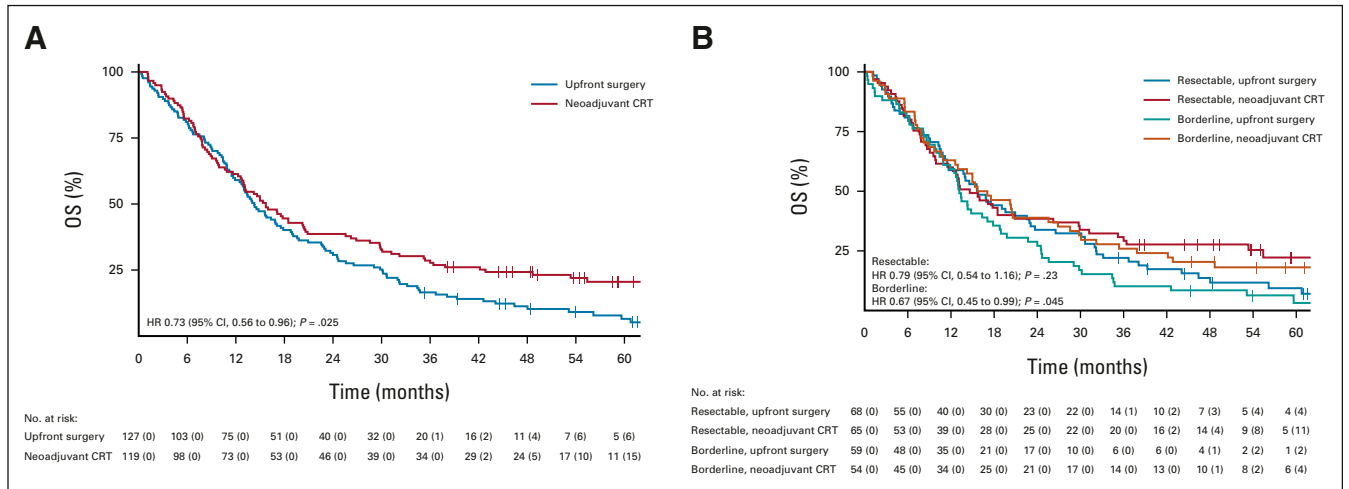 A
OS (%)
100
75
50
25
Upfront surgery
Neoadjuvant CRT
HR 0.73 (95% CI, 0.56 to 0.96); P = .025
0 6 12 18 24 30 36 42 48 54 60
Time (months)
No. at risk:
Upfront surgery 127 (0) 103 (0) 75 (0) 51 (0) 40 (0) 32 (0) 20 (1) 16 (2) 11 (4) 7 (6) 5 (6)
Neoadjuvant CRT 119 (0) 98 (0) 73 (0) 53 (0) 46 (0) 39 (0) 34 (0) 29 (2) 24 (5) 17 (10) 11 (15)
B
OS (%)
100
75
50
25
Resectable, upfront surgery
Resectable, neoadjuvant CRT
Borderline, upfront surgery
Borderline, neoadjuvant CRT
Resectable:
HR 0.79 (95% CI, 0.54 to 1.16); P = .23
Borderline:
HR 0.67 (95% CI, 0.45 to 0.99); P = .045
0 6 12 18 24 30 36 42 48 54 60
Time (months)
No. at risk:
Resectable, upfront surgery 68 (0) 55 (0) 40 (0) 30 (0) 23 (0) 22 (0) 14 (1) 10 (2) 7 (3) 5 (4) 4 (4)
Resectable, neoadjuvant CRT 65 (0) 53 (0) 39 (0) 28 (0) 25 (0) 22 (0) 20 (0) 16 (2) 14 (4) 9 (8) 5 (11)
Borderline, upfront surgery 59 (0) 48 (0) 35 (0) 21 (0) 17 (0) 10 (0) 6 (0) 6 (0) 4 (1) 2 (2) 1 (2)
Borderline, neoadjuvant CRT 54 (0) 45 (0) 34 (0) 25 (0) 21 (0) 17 (0) 14 (0) 13 (0) 10 (1) 8 (2) 6 (4)